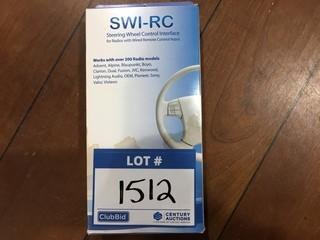 SWI-RC
Steering Wheel Control Interface
for Radios with Wired Remote Control Input
Works with over 200 Radio models
Advent, Alpine, Blaupunkt, Boyo,
Clarion, Dual, Fusion, JVC, Kenwood,
Lightning Audio, OEM, Pioneer, Sony,
Valor, Visteon
LOT #
1512
ClubBid
CENTURY
AUCTIONS